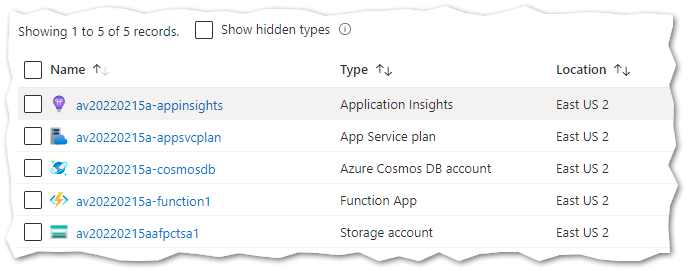 Showing 1 to 5 of 5 records. Show hidden types
Name Type Location
av20220215a-appinsights Application Insights East US 2
av20220215a-appsvcplan App Service plan East US 2
av20220215a-cosmosdb Azure Cosmos DB account East US 2
av20220215a-function1 Function App East US 2
av20220215aafpctsa1 Storage account East US 2